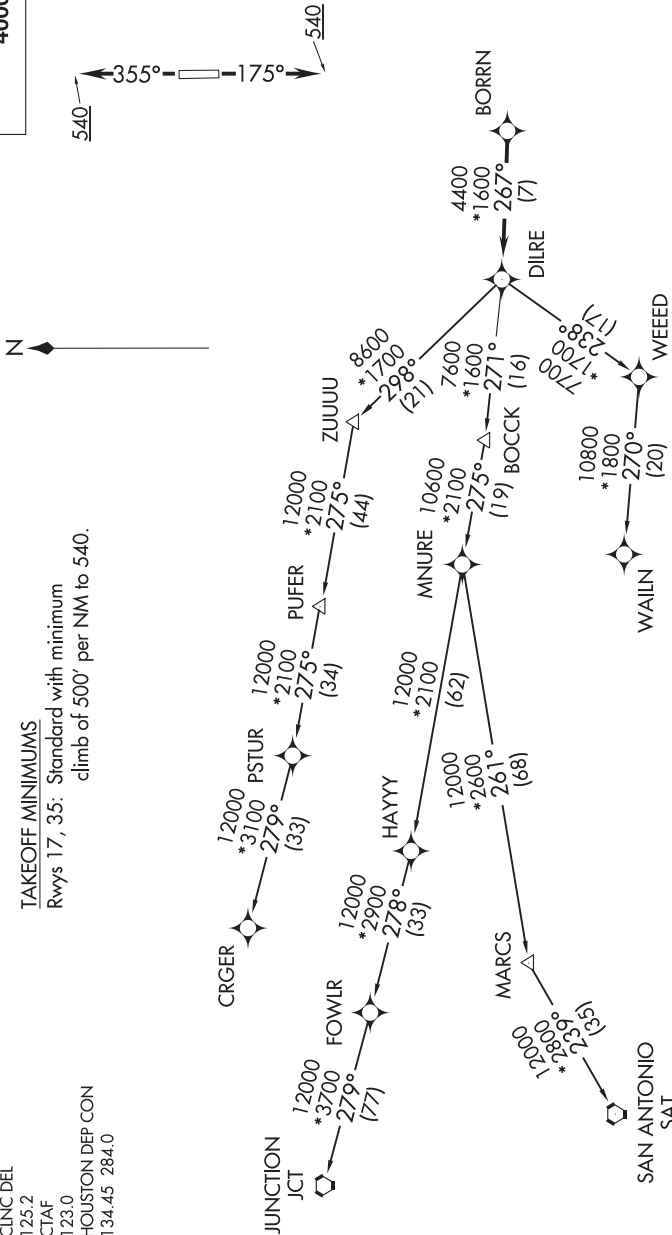 CLNC DEL
125.2
CTAF
123.0
HOUSTON DEP CON
134.45 284.0
TAKEOFF MINIMUMS
Rwys 17, 35: Standard with minimum
climb of 500' per NM to 540.
N
540
355°
175°
540
4000
JUNCTION
JCT
12000
*3700
279°
(77)
FOWLR
12000
*2900
278°
(33)
HAYYY
12000
*2100
(62)
MNURE
10600
*2100
275°
(19)
BOCCK
7600
*1600
271°
(16)
DILRE
4400
*1600
267°
(7)
BORRN
CRGER
12000
*3100
279°
(33)
PSTUR
12000
*2100
275°
(34)
PUFER
12000
*2100
275°
(44)
ZUUUU
8600
*1700
298°
(21)
SAN ANTONIO
SAT
12000
*2800
239°
(35)
MARCS
12000
*2600
261°
(68)
WAILN
10800
*1800
270°
(20)
WEEED
7700
*1700
238°
(17)